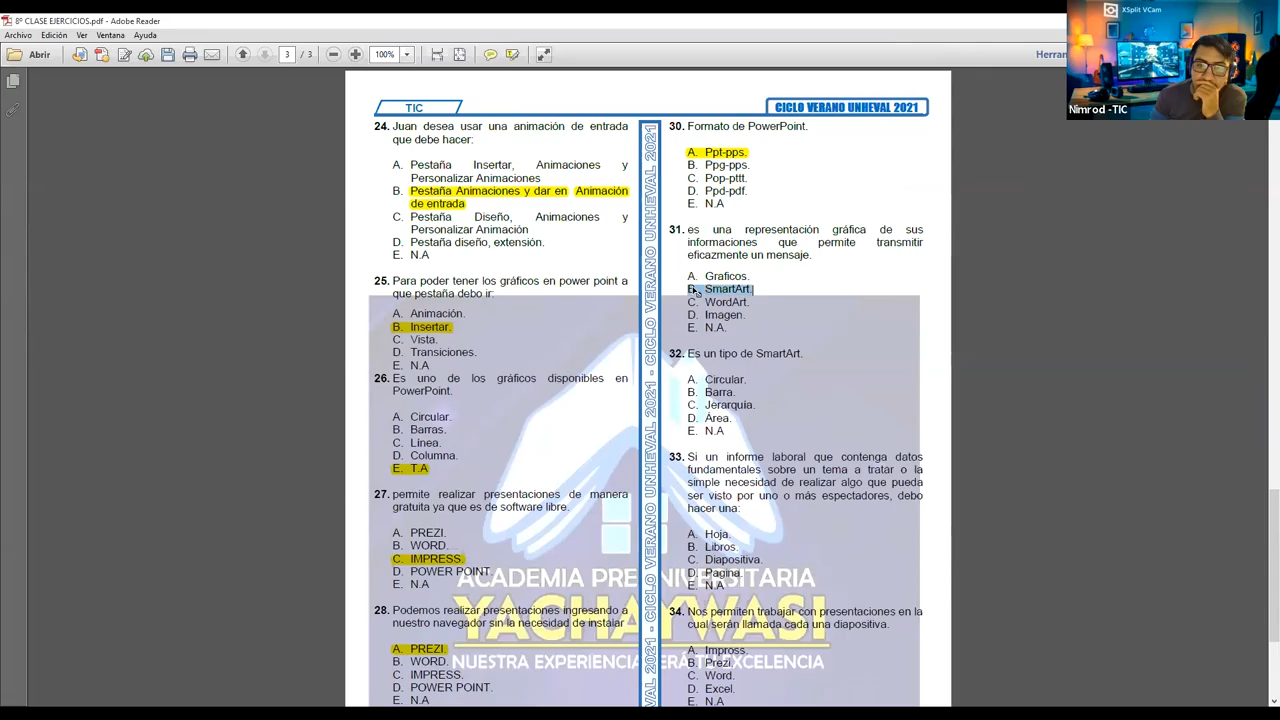 8º CLASE EJERCICIOS.pdf - Adobe Reader
Archivo Edición Ver Ventana Ayuda
Abrir 3 / 3 100% Herra
XSplit VCam
Nimrod -TIC
TIC
CICLO VERANO UNHEVAL 2021
24. Juan desea usar una animación de entrada
que debe hacer:
A. Pestaña Insertar, Animaciones y
Personalizar Animaciones
B. Pestaña Animaciones y dar en Animación
de entrada
C. Pestaña Diseño, Animaciones y
Personalizar Animación
D. Pestaña diseño, extensión.
E. N.A
25. Para poder tener los gráficos en power point a
que pestaña debo ir:
A. Animación.
B. Insertar.
C. Vista.
D. Transiciones.
E. N.A
26. Es uno de los gráficos disponibles en
PowerPoint.
A. Circular.
B. Barras.
C. Línea.
D. Columna.
E. T.A
27. permite realizar presentaciones de manera
gratuita ya que es de software libre.
A. PREZI.
B. WORD.
C. IMPRESS.
D. POWER POINT.
E. N.A
28. Podemos realizar presentaciones ingresando a
nuestro navegador sin la necesidad de instalar
A. PREZI.
B. WORD.
C. IMPRESS.
D. POWER POINT.
E. N.A
VAL 2021 - CICLO VERANO UNHEVAL 2021 - CICLO VERANO UNHEVAL 2021
30. Formato de PowerPoint.
A. Ppt-pps.
B. Ppg-pps.
C. Pop-pttt.
D. Ppd-pdf.
E. N.A
31. es una representación gráfica de sus
informaciones que permite transmitir
eficazmente un mensaje.
A. Graficos.
B. SmartArt.
C. WordArt.
D. Imagen.
E. N.A.
32. Es un tipo de SmartArt.
A. Circular.
B. Barra.
C. Jerarquía.
D. Área.
E. N.A
33. Si un informe laboral que contenga datos
fundamentales sobre un tema a tratar o la
simple necesidad de realizar algo que pueda
ser visto por uno o más espectadores, debo
hacer una:
A. Hoja.
B. Libros.
C. Diapositiva.
D. Pagina.
E. N.A
34. Nos permiten trabajar con presentaciones en la
cual serán llamada cada una diapositiva.
A. Impross.
B. Prezi.
C. Word.
D. Excel.
E. N.A
ACADEMIA PRE UNIVERSITARIA
YACHAYWASI
NUESTRA EXPERIENCIA ERÁ TU EXCELENCIA